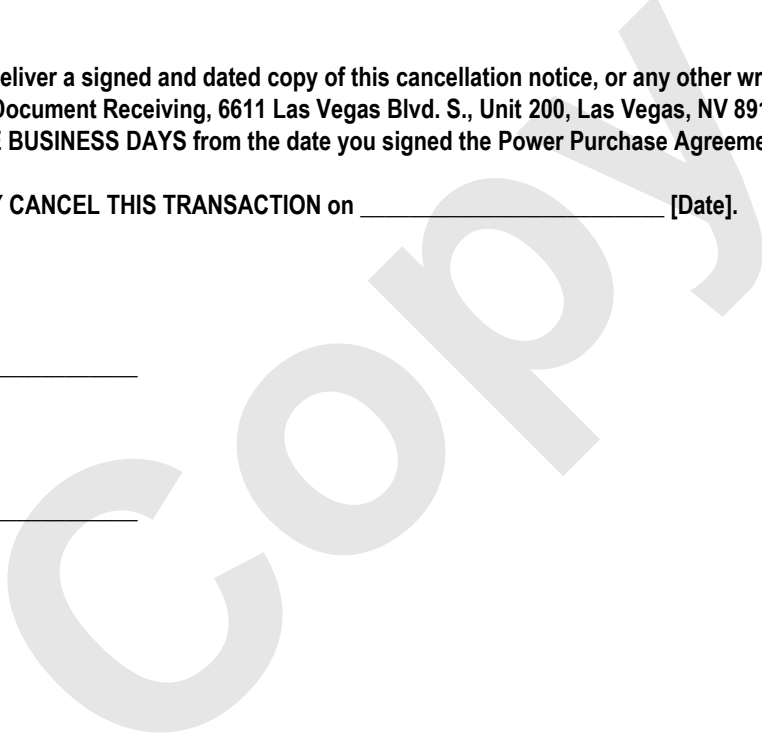 eliver a signed and dated copy of this cancellation notice, or any other wr
Document Receiving, 6611 Las Vegas Blvd. S., Unit 200, Las Vegas, NV 891
E BUSINESS DAYS from the date you signed the Power Purchase Agreeme
Y CANCEL THIS TRANSACTION on _________________________ [Date].
Copy